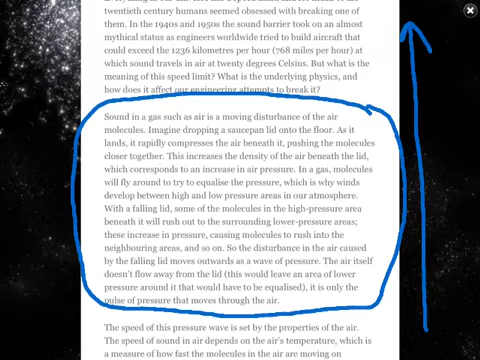 twentieth century humans seemed obsessed with breaking one of
them. In the 1940s and 1950s the sound barrier took on an almost
mythical status as engineers worldwide tried to build aircraft that
could exceed the 1236 kilometres per hour (768 miles per hour) at
which sound travels in air at twenty degrees Celsius. But what is the
meaning of this speed limit? What is the underlying physics, and
how does it affect our engineering attempts to break it?
Sound in a gas such as air is a moving disturbance of the air
molecules. Imagine dropping a saucepan lid onto the floor. As it
lands, it rapidly compresses the air beneath it, pushing the molecules
closer together. This increases the density of the air beneath the lid,
which corresponds to an increase in air pressure. In a gas, molecules
will fly around to try to equalise the pressure, which is why winds
develop between high and low pressure areas in our atmosphere.
With a falling lid, some of the molecules in the high-pressure area
beneath it will rush out to the surrounding lower-pressure areas;
these increase in pressure, causing molecules to rush into the
neighbouring areas, and so on. So the disturbance in the air caused
by the falling lid moves outwards as a wave of pressure. The air itself
doesn't flow away from the lid (this would leave an area of lower
pressure around it that would have to be equalised), it is only the
pulse of pressure that moves through the air.
The speed of this pressure wave is set by the properties of the air.
The speed of sound in air depends on the air's temperature, which is
a measure of how fast the molecules in the air are moving on